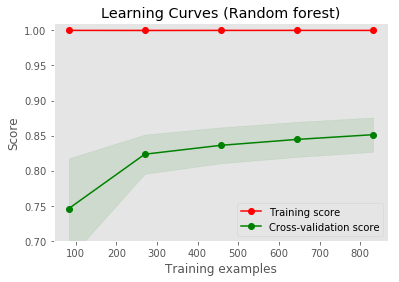 Learning Curves (Random forest)
1.00
0.95
0.90
0.85
0.80
0.75
0.70
Score
100 200 300 400 500 600 700 800
Training examples
Training score
Cross-validation score